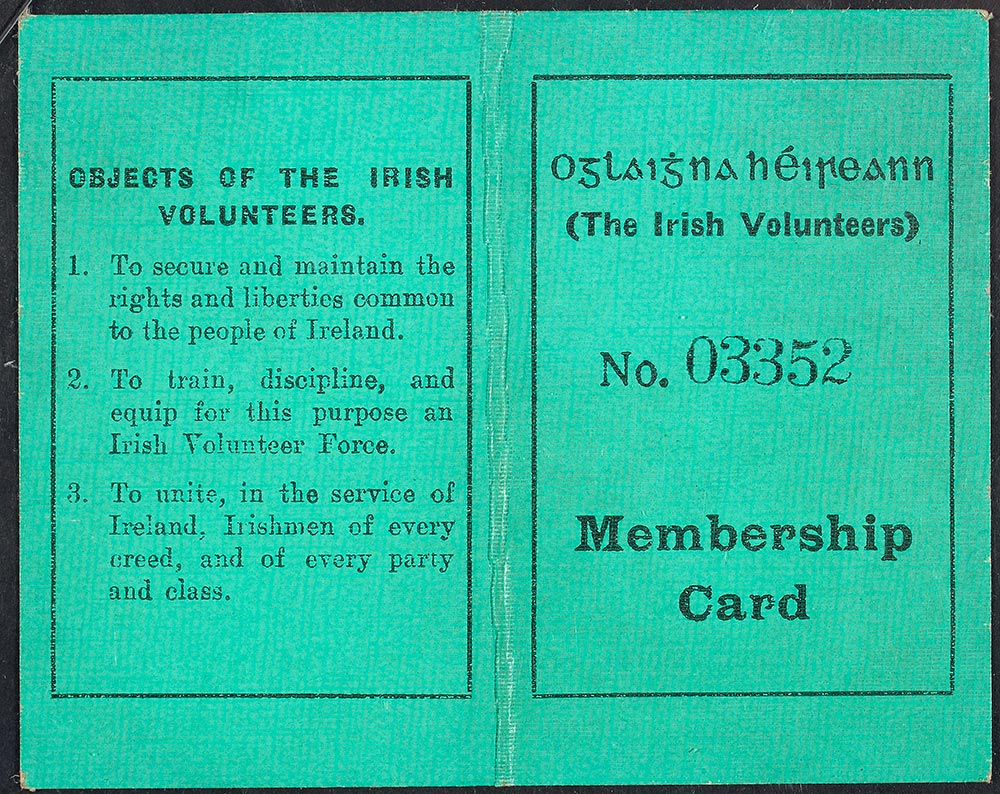 OBJECTS OF THE IRISH
VOLUNTEERS.
1. To secure and maintain the
rights and liberties common
to the people of Ireland.
2. To train, discipline, and
equip for this purpose an
Irish Volunteer Force.
3. To unite, in the service of
Ireland, Irishmen of every
creed, and of every party
and class.
Oglaiġ na hÉireann
(The Irish Volunteers)
No. 03352
Membership
Card